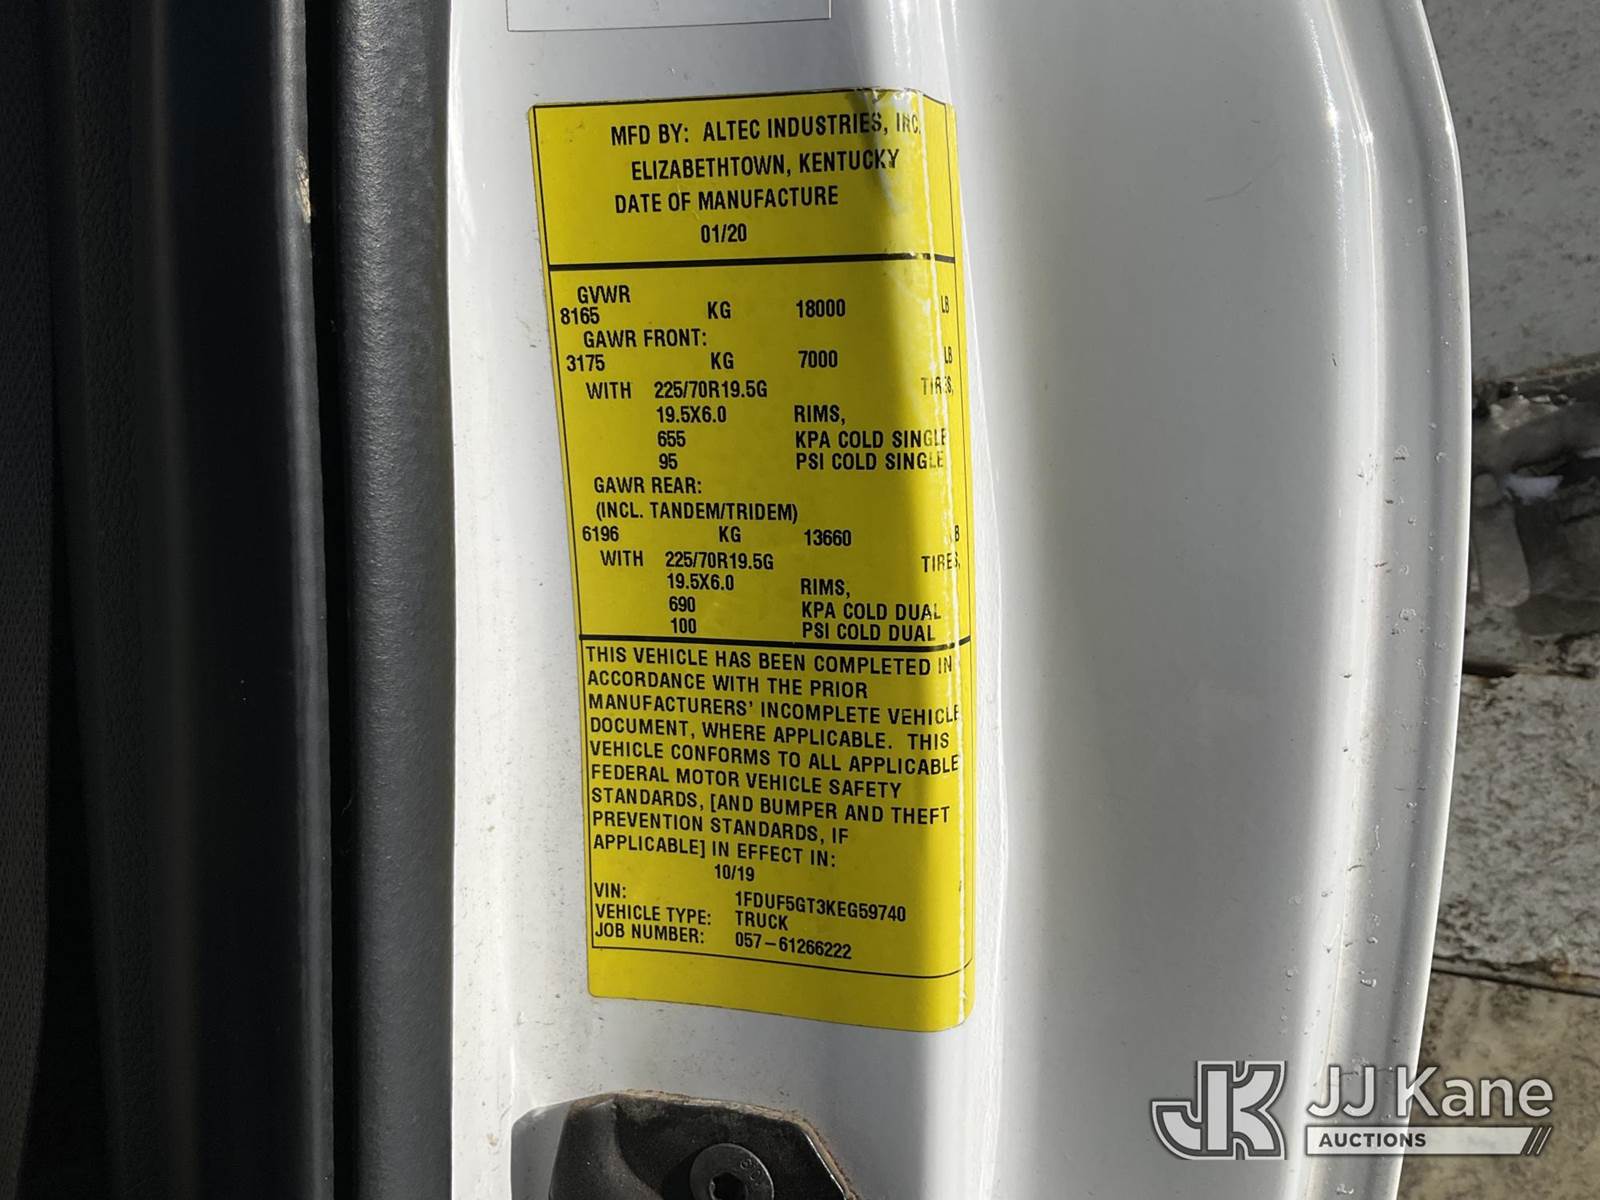 MFD BY: ALTEC INDUSTRIES, INC.
ELIZABETHTOWN, KENTUCKY
DATE OF MANUFACTURE
01/20
GVWR
8165 KG 18000 LB
GAWR FRONT:
3175 KG 7000 LB
WITH 225/70R19.5G TIRES,
19.5X6.0 RIMS,
655 KPA COLD SINGLE
95 PSI COLD SINGLE
GAWR REAR:
(INCL. TANDEM/TRIDEM)
6196 KG 13660 LB
WITH 225/70R19.5G TIRES,
19.5X6.0 RIMS,
690 KPA COLD DUAL
100 PSI COLD DUAL
THIS VEHICLE HAS BEEN COMPLETED IN
ACCORDANCE WITH THE PRIOR
MANUFACTURERS' INCOMPLETE VEHICLE
DOCUMENT, WHERE APPLICABLE. THIS
VEHICLE CONFORMS TO ALL APPLICABLE
FEDERAL MOTOR VEHICLE SAFETY
STANDARDS, [AND BUMPER AND THEFT
PREVENTION STANDARDS, IF
APPLICABLE] IN EFFECT IN:
10/19
VIN: 1FDUF5GT3KEG59740
VEHICLE TYPE: TRUCK
JOB NUMBER: 057-61266222
JK JJ Kane
AUCTIONS